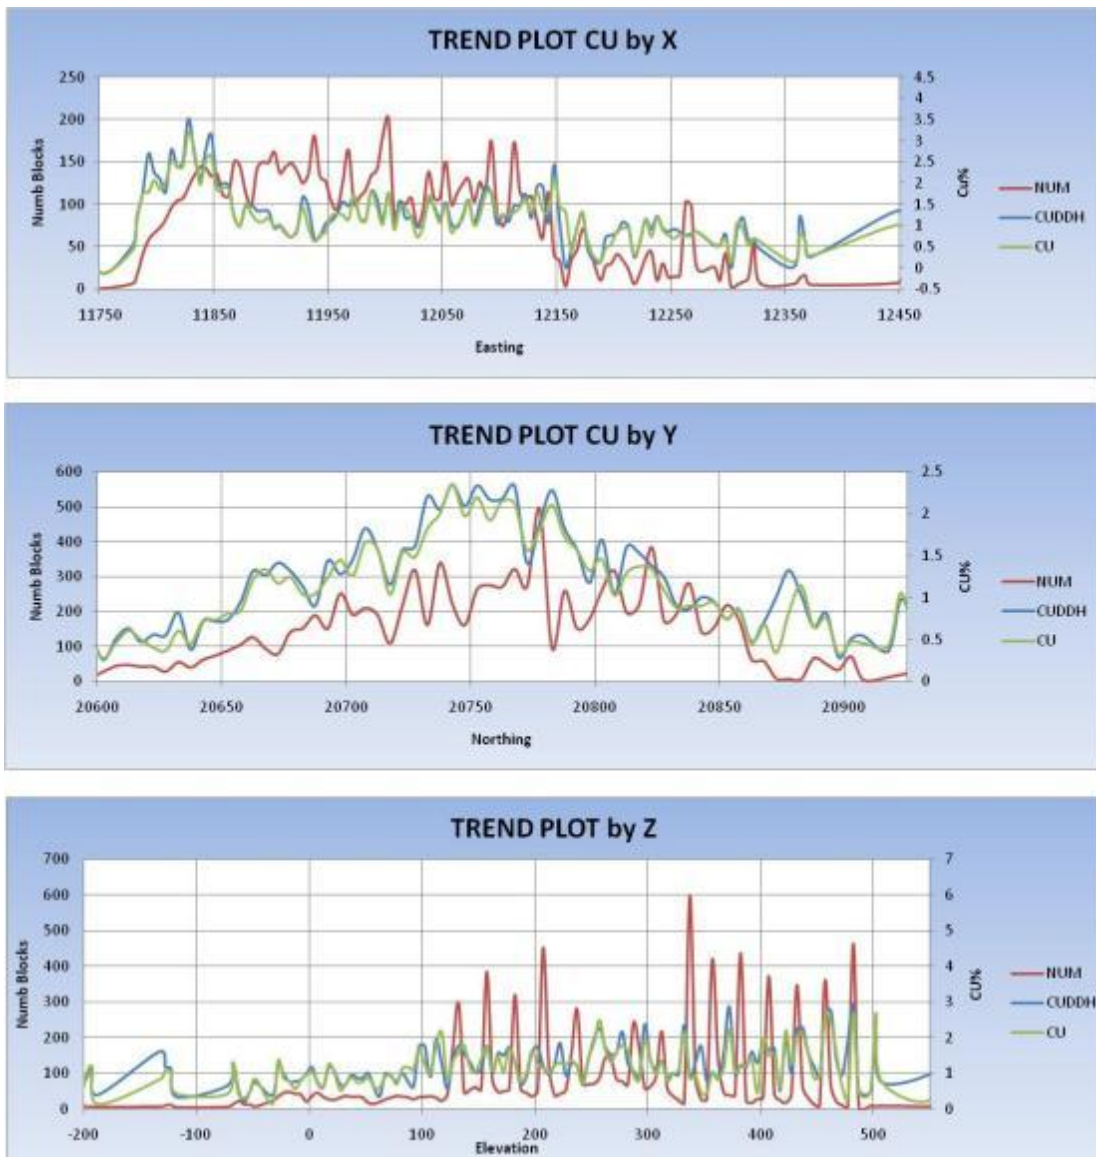 TREND PLOT CU by X
250 4.5
4
200 3.5
3
150 2.5
2
100 1.5
1
50 0.5
0
0 -0.5
Numb Blocks
Cu%
NUM
CUDDH
CU
11750 11850 11950 12050 12150 12250 12350 12450
Easting
TREND PLOT CU by Y
600 2.5
500 2
400 1.5
300
200 1
100 0.5
0 0
Numb Blocks
CU%
NUM
CUDDH
CU
20600 20650 20700 20750 20800 20850 20900
Northing
TREND PLOT by Z
700 7
600 6
500 5
400 4
300 3
200 2
100 1
0 0
Numb Blocks
CU%
NUM
CUDDH
CU
-200 -100 0 100 200 300 400 500
Elevation